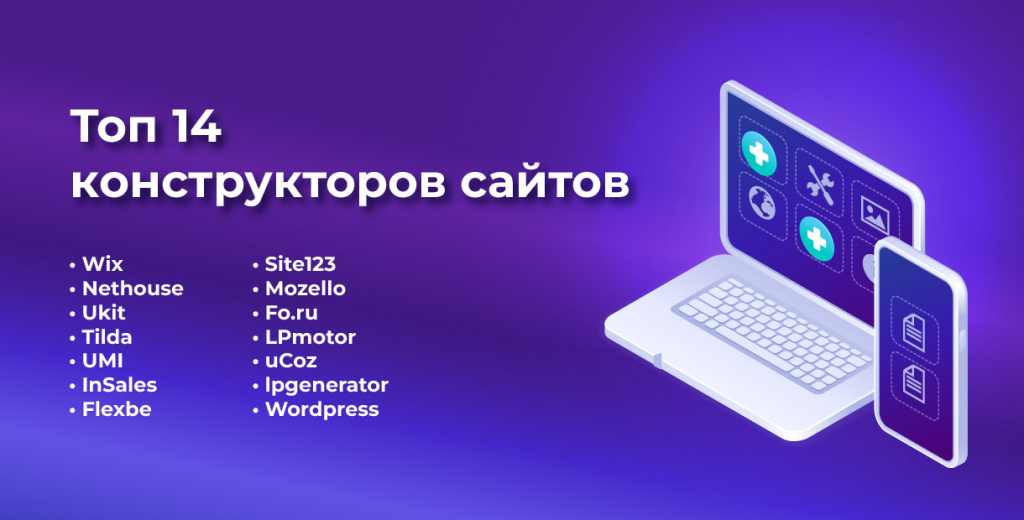 Топ 14
конструкторов сайтов
• Wix
• Nethouse
• Ukit
• Tilda
• UMI
• InSales
• Flexbe
• Site123
• Mozello
• Fo.ru
• LPmotor
• uCoz
• lpgenerator
• Wordpress